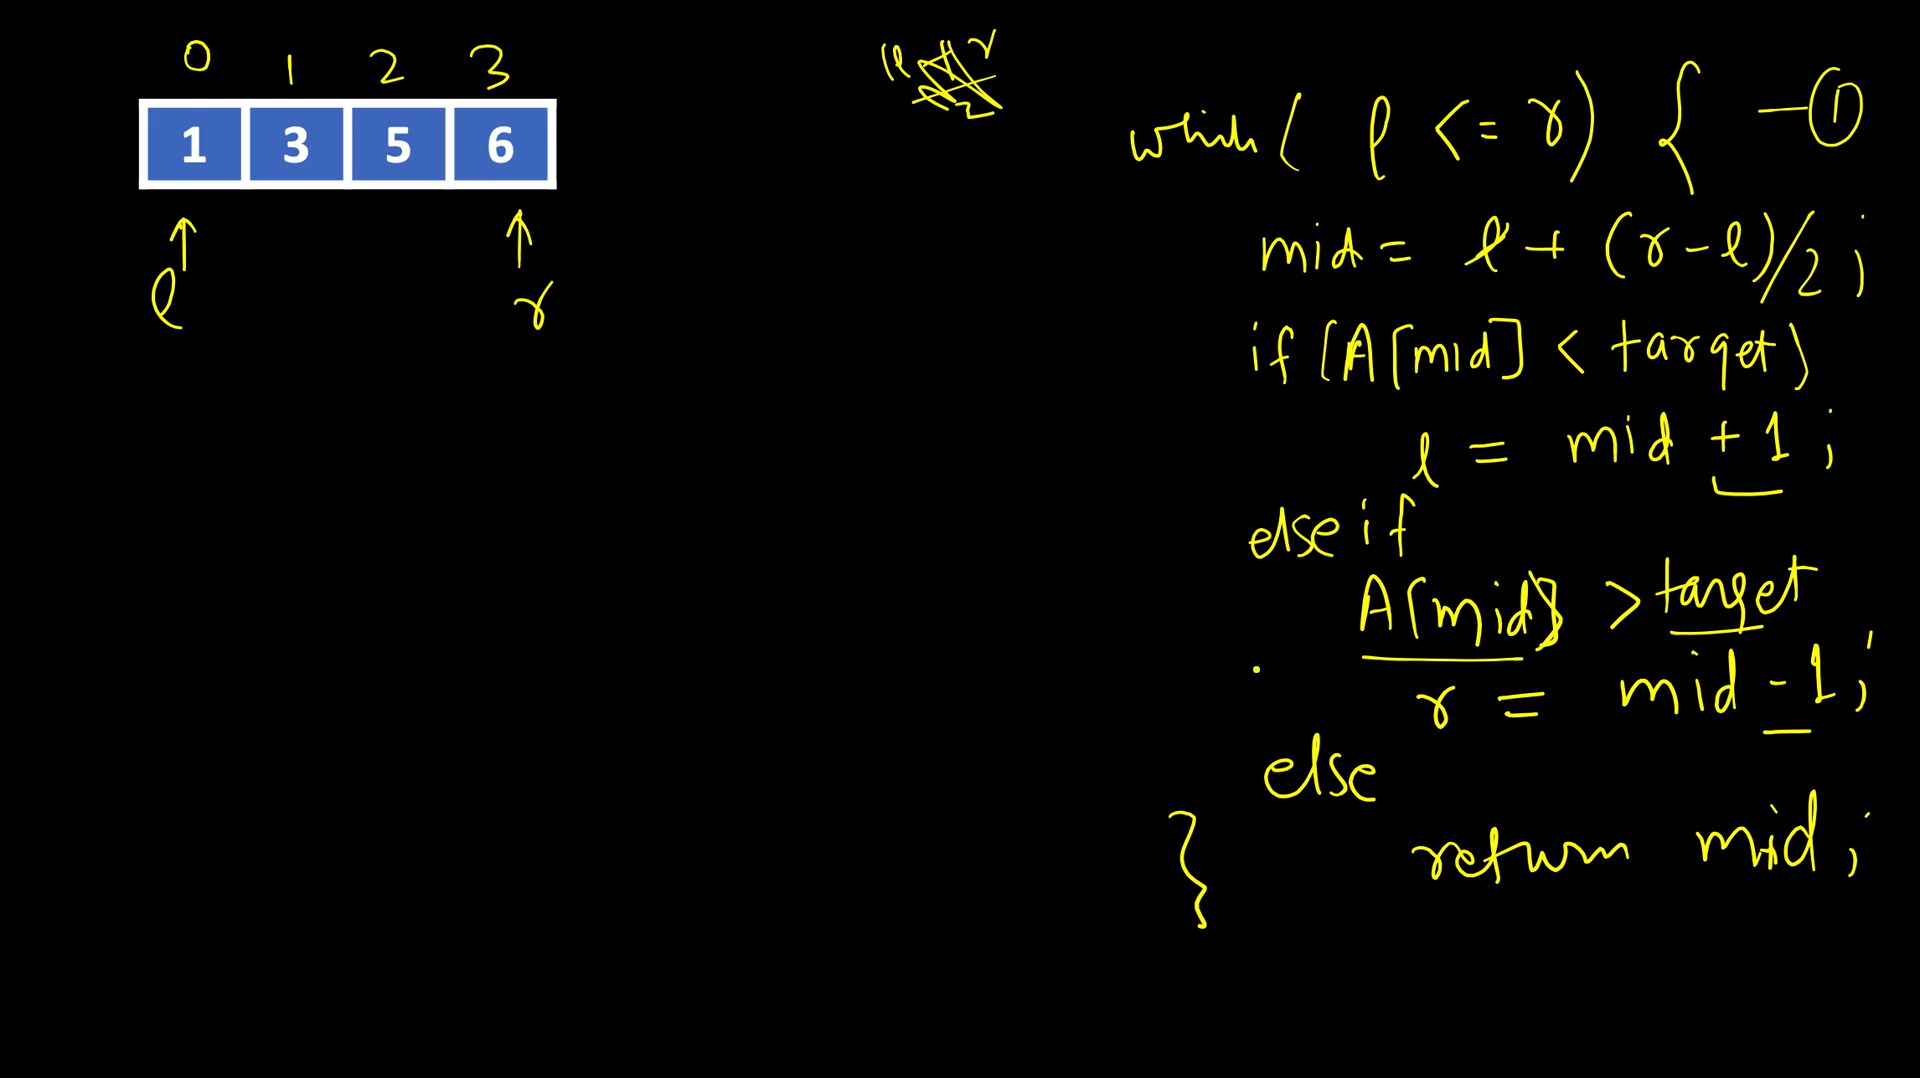 0 1 2 3
1 3 5 6
l r
while ( l <= r ) { - 1
mid = l + (r - l)/2 ;
if [A[mid] < target)
l = mid + 1 ;
else if
A[mid] > target
r = mid - 1 ;
else
return mid ;
}